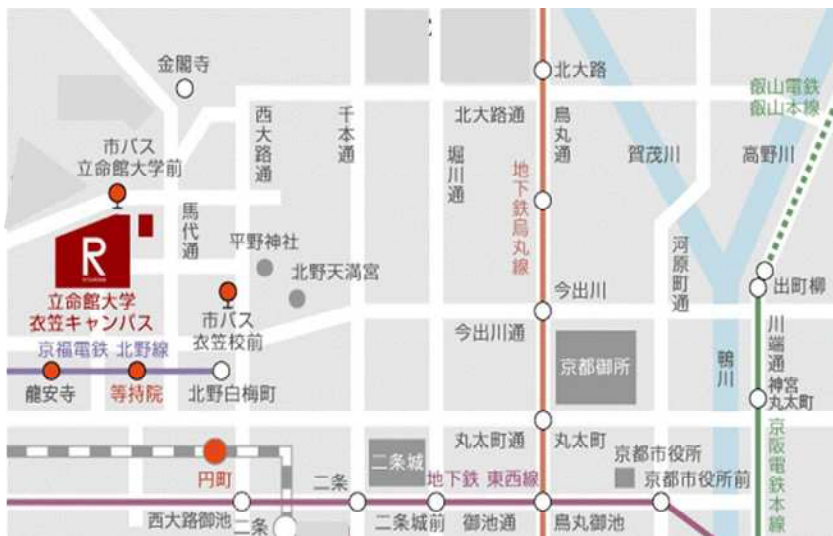 金閣寺
北大路
叡山電鉄
叡山本線
市バス
立命館大学前
西大路通
千本通
北大路通
烏丸通
堀川通
賀茂川
高野川
地下鉄烏丸線
馬代通
平野神社
北野天満宮
河原町通
R
立命館大学
衣笠キャンパス
市バス
衣笠校前
今出川
出町柳
今出川通
川端通
京福電鉄 北野線
京都御所
鴨川
神宮
丸太町
龍安寺
等持院
北野白梅町
丸太町通
丸太町
京阪電鉄本線
京都市役所
二条城
円町
二条
地下鉄 東西線
京都市役所前
西大路御池
二条
二条城前
御池通
烏丸御池